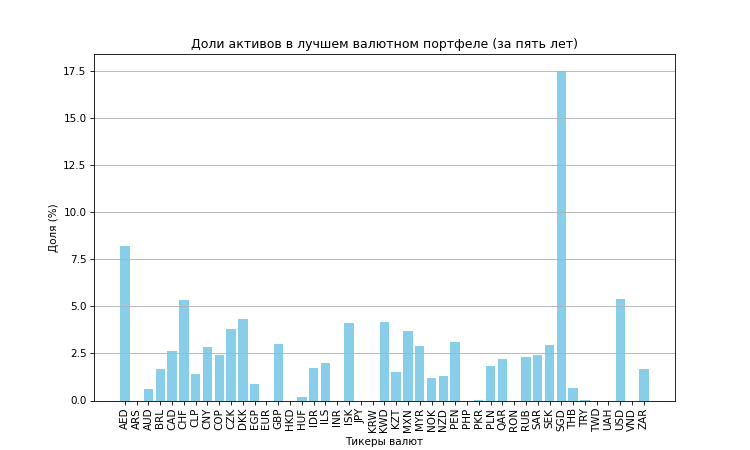 Доли активов в лучшем валютном портфеле (за пять лет)
Доля (%)
17.5
15.0
12.5
10.0
7.5
5.0
2.5
0.0
AED ARS AUD BRL CAD CHF CLP CNY COP CZK DKK EGP EUR GBP HKD HUF IDR ILS INR ISK JPY KRW KWD KZT MXN MYR NOK NZD PEN PHP PKR PLN QAR RON RUB SAR SEK SGD THB TRY TWD UAH USD VND ZAR
Тикеры валют